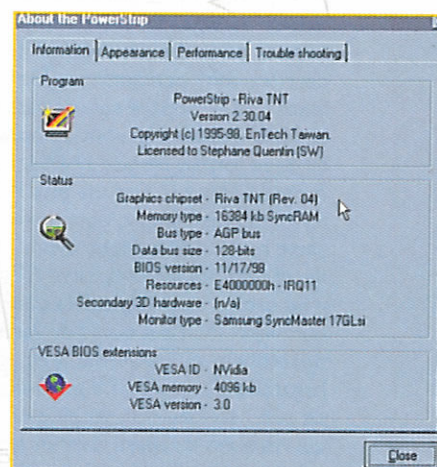 About the PowerStrip
Information Appearance Performance Trouble shooting
Program
PowerStrip - Riva TNT
Version 2.30.04
Copyright (c) 1995-98, EnTech Taiwan.
Licensed to Stephane Quentin (SW)
Status
Graphics chipset - Riva TNT (Rev. 04)
Memory type - 16384 kb SyncRAM
Bus type - AGP bus
Data bus size - 128-bits
BIOS version - 11/17/98
Resources - E4000000h - IRQ11
Secondary 3D hardware - (n/a)
Monitor type - Samsung SyncMaster 17GLsi
VESA BIOS extensions
VESA ID - NVidia
VESA memory - 4096 kb
VESA version - 3.0
Close